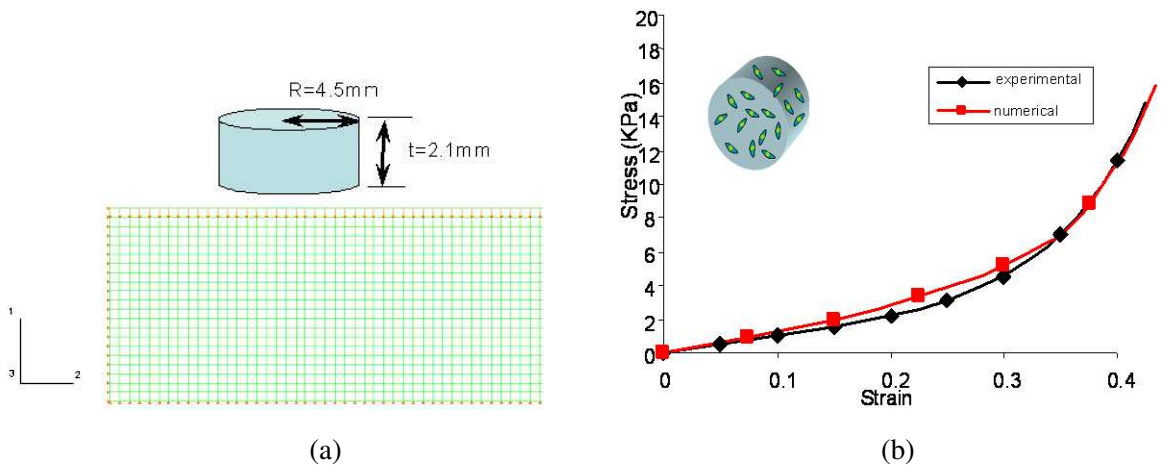 R=4.5mm
t=2.1mm
1
3
2
(a)
20
18
16
14
12
10
8
6
4
2
0
Stress (KPa)
experimental
numerical
0
0.1
0.2
0.3
0.4
Strain
(b)